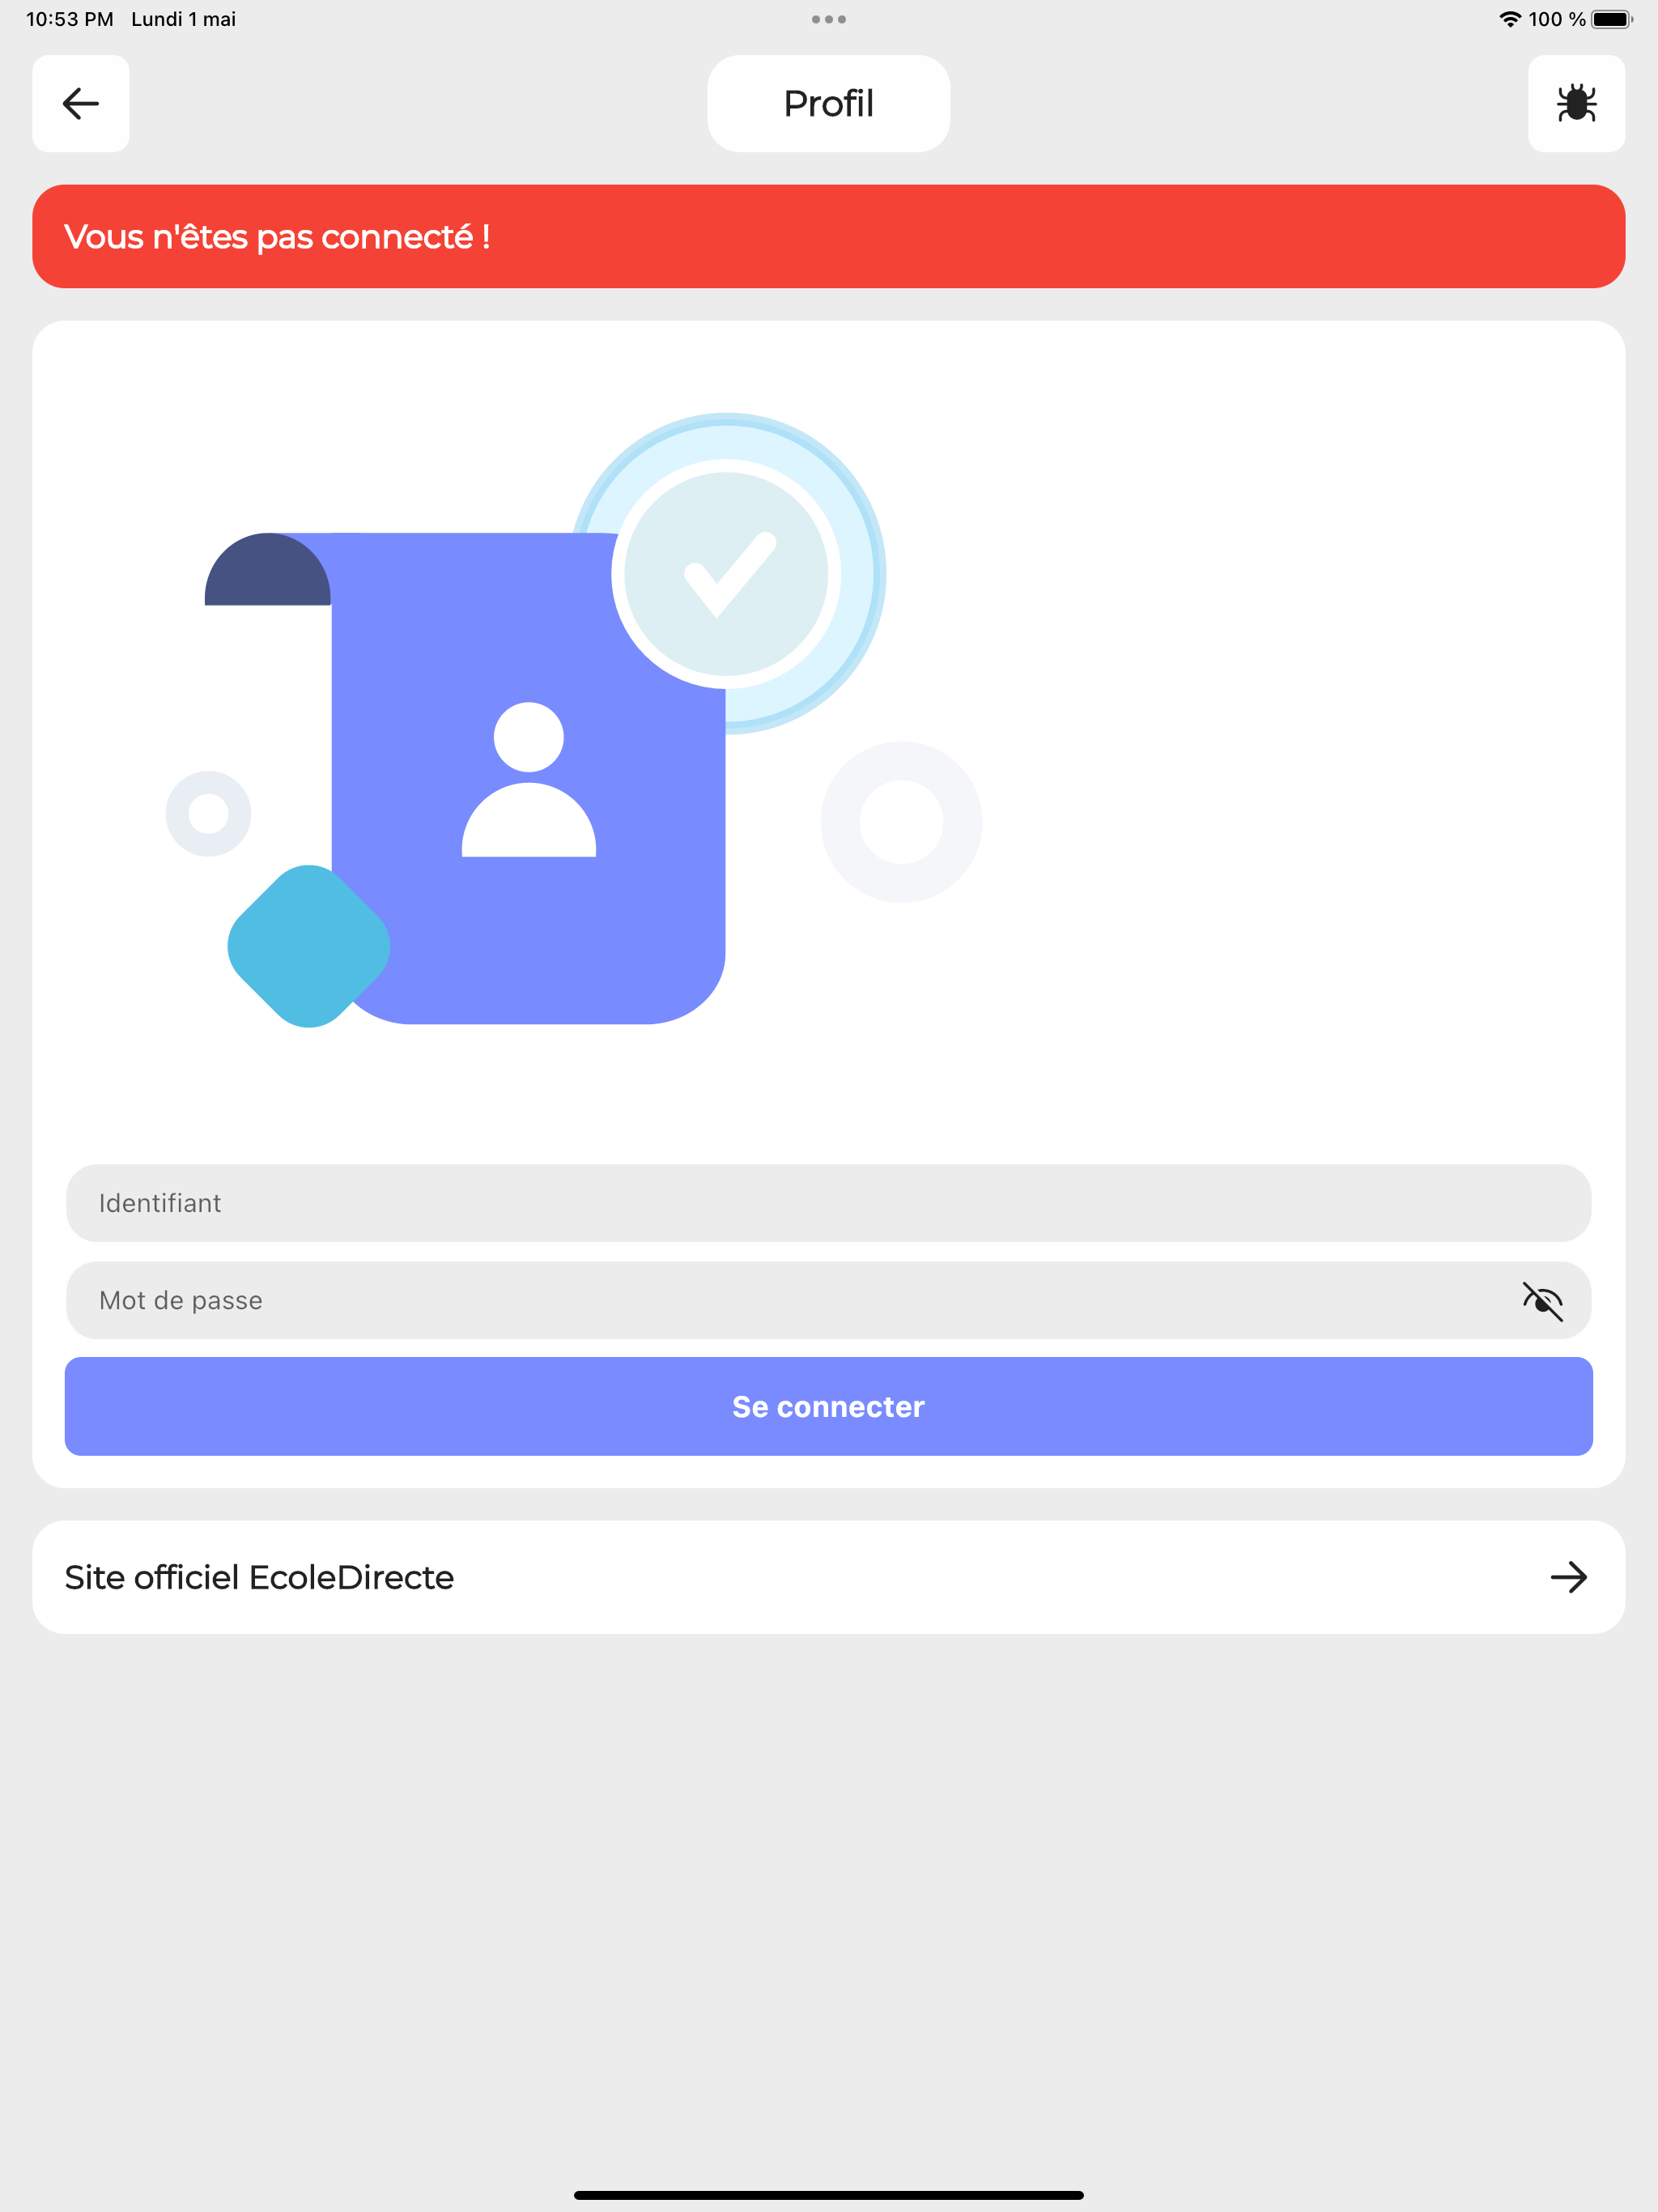 10:53 PM Lundi 1 mai
100 %
Profil
Vous n'êtes pas connecté !
Identifiant
Mot de passe
Se connecter
Site officiel EcoleDirecte